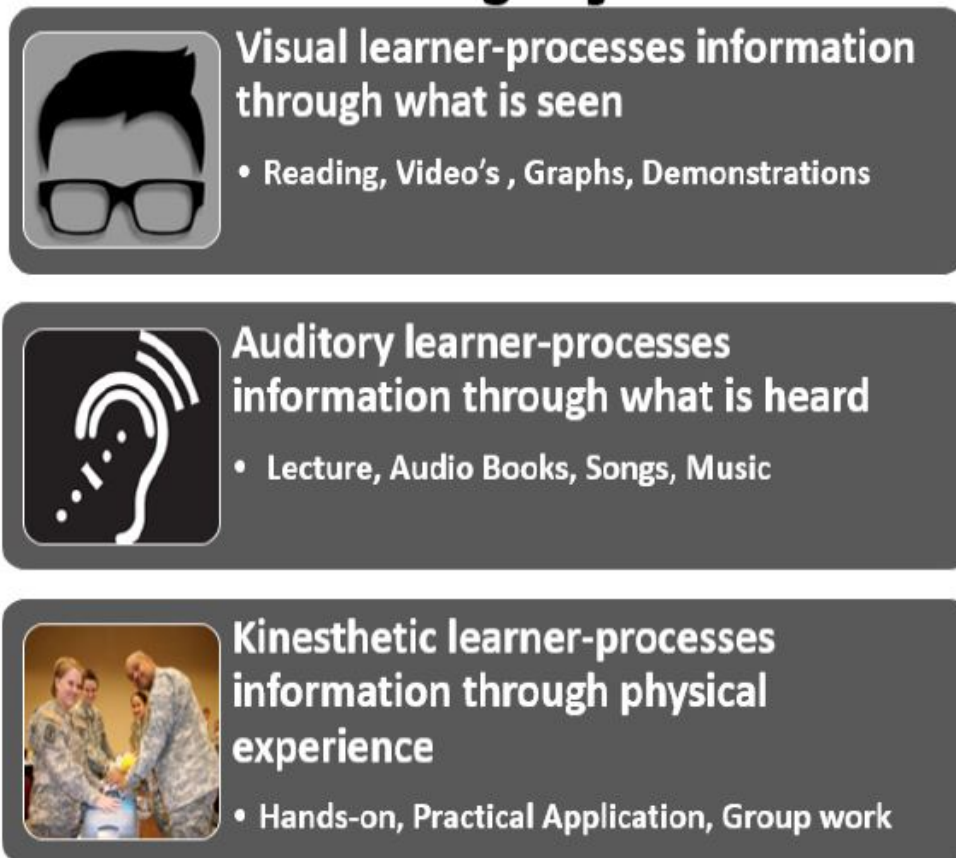 Visual learner-processes information
through what is seen
• Reading, Video's , Graphs, Demonstrations
Auditory learner-processes
information through what is heard
• Lecture, Audio Books, Songs, Music
Kinesthetic learner-processes
information through physical
experience
• Hands-on, Practical Application, Group work